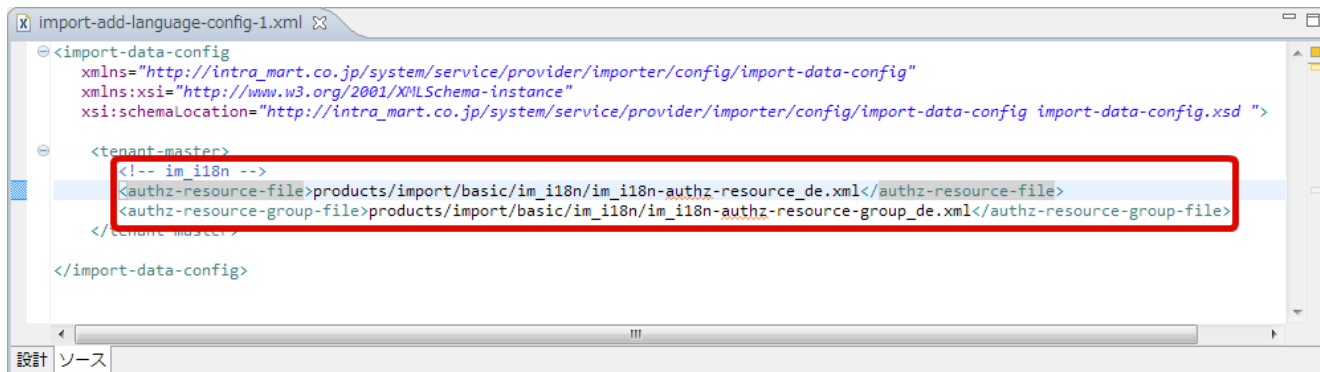 import-add-language-config-1.xml
<import-data-config
xmlns="http://intra_mart.co.jp/system/service/provider/importer/config/import-data-config"
xmlns:xsi="http://www.w3.org/2001/XMLSchema-instance"
xsi:schemaLocation="http://intra_mart.co.jp/system/service/provider/importer/config/import-data-config import-data-config.xsd ">
<tenant-master>
<!-- im_i18n -->
<authz-resource-file>products/import/basic/im_i18n/im_i18n-authz-resource_de.xml</authz-resource-file>
<authz-resource-group-file>products/import/basic/im_i18n/im_i18n-authz-resource-group_de.xml</authz-resource-group-file>
</tenant-master>
</import-data-config>
設計 ソース